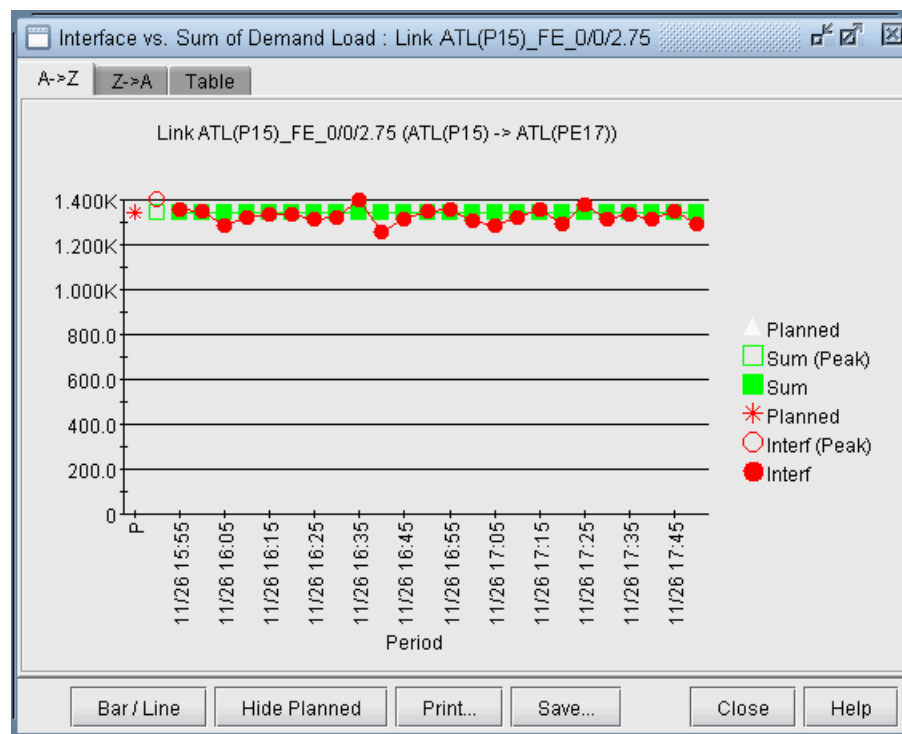 Interface vs. Sum of Demand Load : Link ATL(P15)_FE_0/0/2.75
A->Z Z->A Table
Link ATL(P15)_FE_0/0/2.75 (ATL(P15) -> ATL(PE17))
1.400K
1.200K
1.000K
800.0
600.0
400.0
200.0
0
P
11/26 15:55
11/26 16:05
11/26 16:15
11/26 16:25
11/26 16:35
11/26 16:45
11/26 16:55
11/26 17:05
11/26 17:15
11/26 17:25
11/26 17:35
11/26 17:45
Period
Planned
Sum (Peak)
Sum
Planned
Interf (Peak)
Interf
Bar / Line Hide Planned Print... Save... Close Help